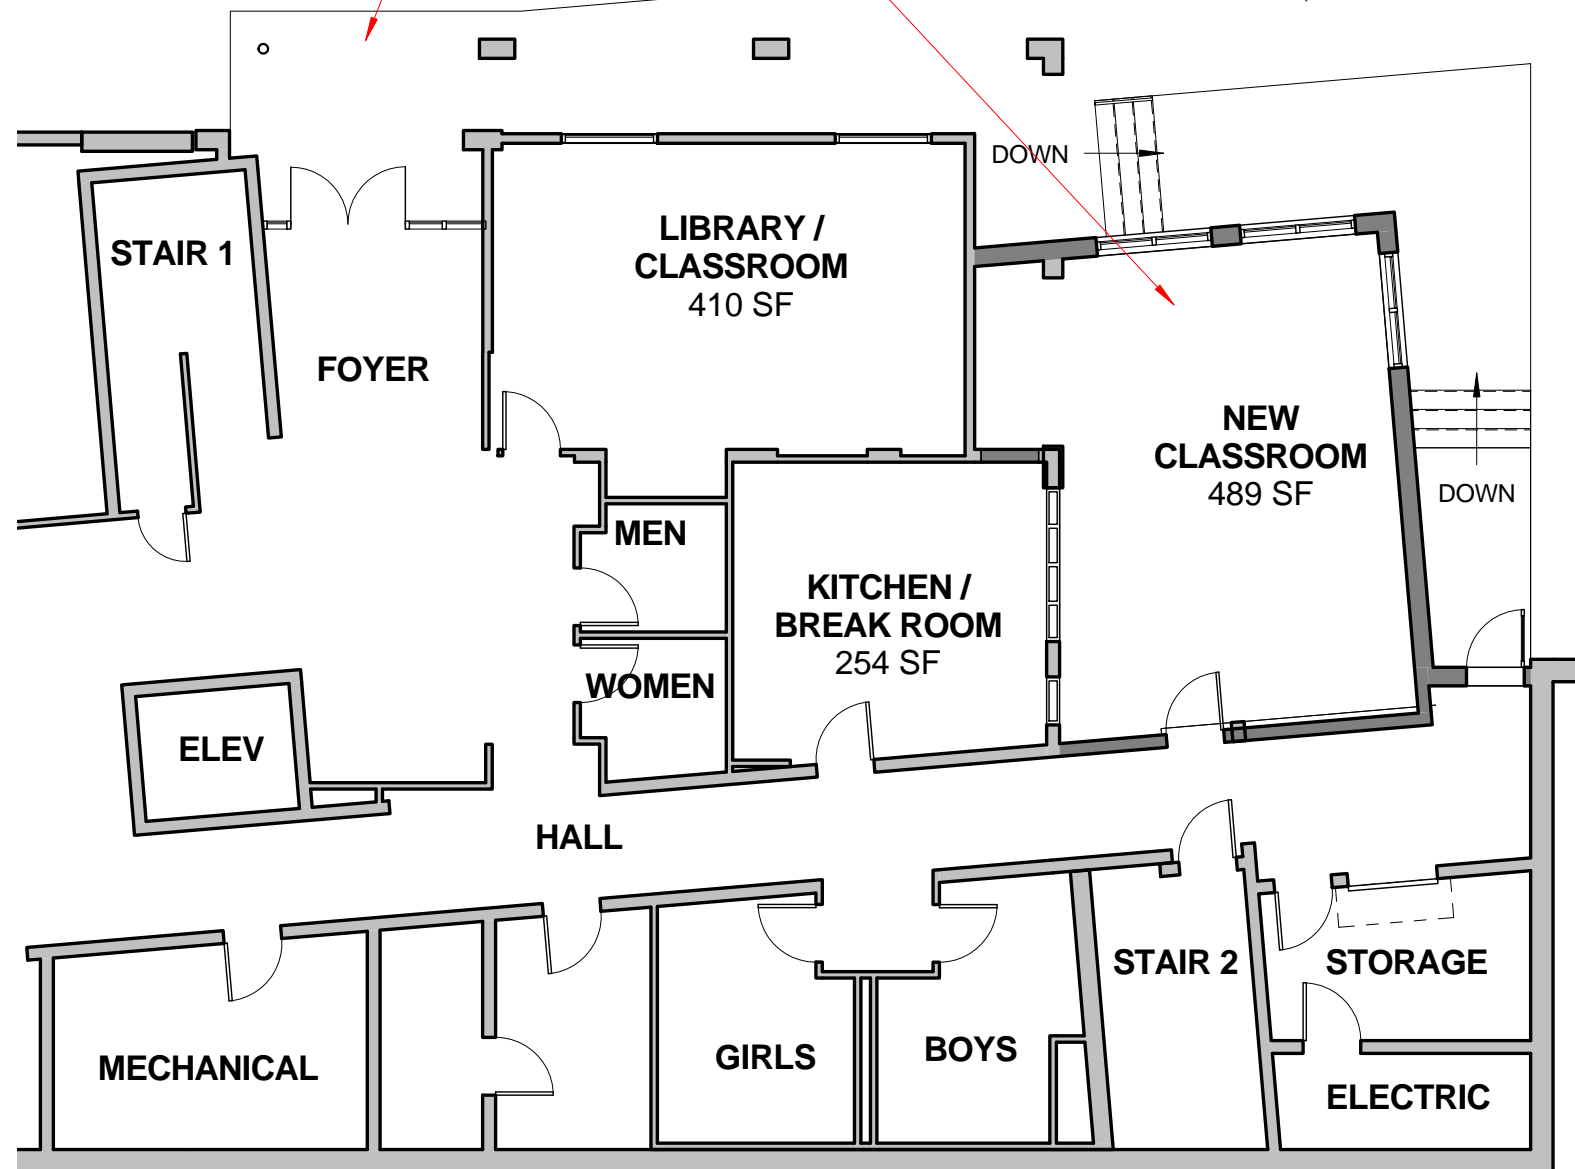 DOWN
LIBRARY /
CLASSROOM
410 SF
STAIR 1
FOYER
NEW
CLASSROOM
489 SF
DOWN
MEN
KITCHEN /
BREAK ROOM
254 SF
WOMEN
ELEV
HALL
STAIR 2
STORAGE
MECHANICAL
GIRLS
BOYS
ELECTRIC